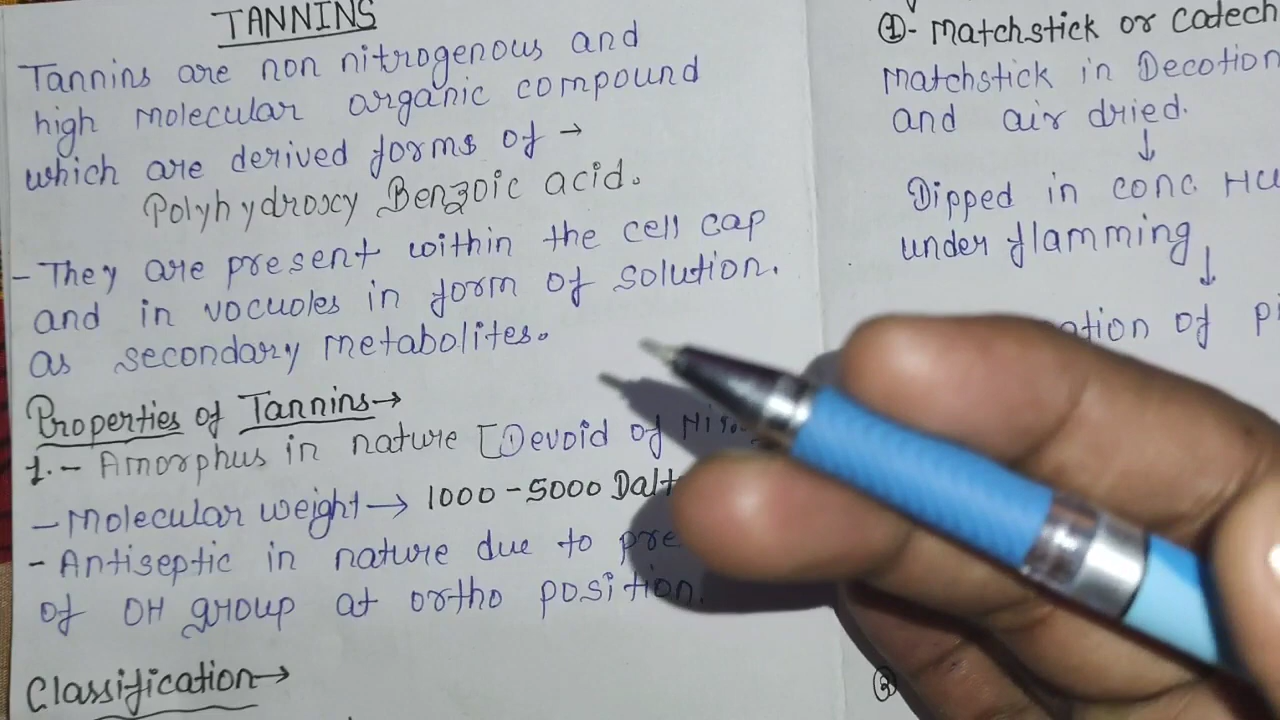 TANNINS
Tannins are non nitrogenous and
high molecular organic compound
which are derived forms of →
Polyhydroxy Benzoic acid.
- They are present within the cell cap
and in vocuoles in form of solution.
as secondary metabolites.
Properties of Tannins→
1.- Amorphus in nature [Devoid of
- Molecular weight → 1000-5000 Dalt
- Antiseptic in nature due to pre
of OH group at ortho position.
Classification→
①- Matchstick or Catech
Matchstick in Decotion
and air dried.
↓
Dipped in conc. HCl
under flamming
↓
ation of
②